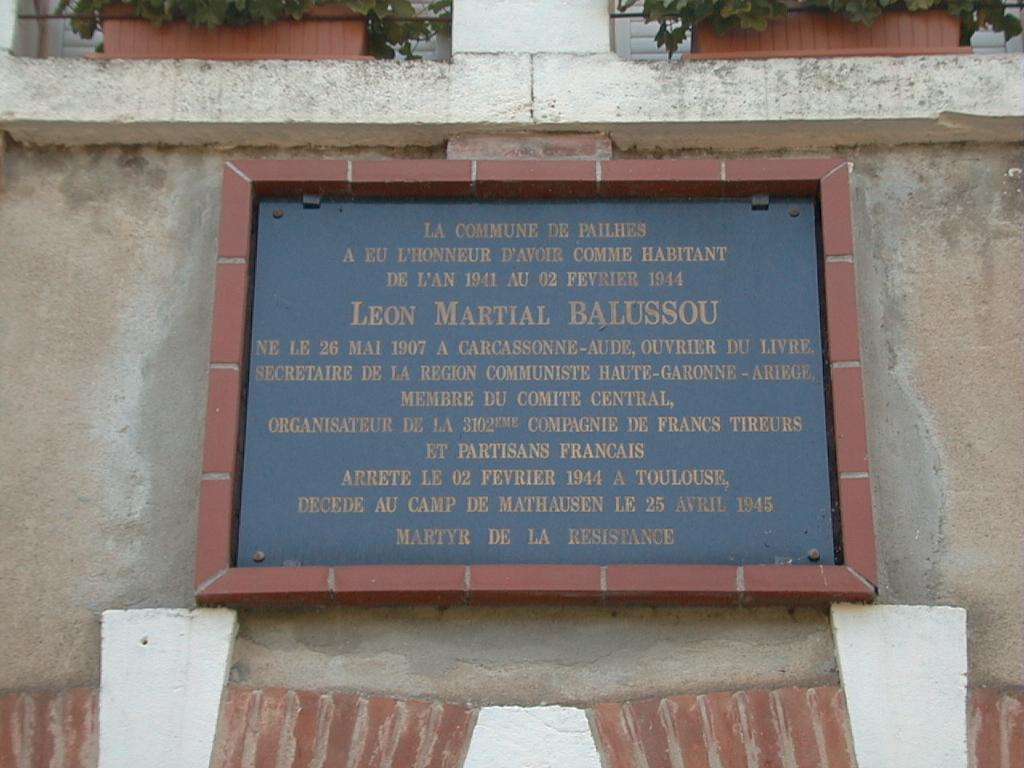 LA COMMUNE DE PAILHES
A EU L'HONNEUR D'AVOIR COMME HABITANT
DE L'AN 1941 AU 02 FEVRIER 1944
LEON MARTIAL BALUSSOU
NE LE 26 MAI 1907 A CARCASSONNE-AUDE, OUVRIER DU LIVRE,
SECRETAIRE DE LA REGION COMMUNISTE HAUTE-GARONNE-ARIEGE,
MEMBRE DU COMITE CENTRAL,
ORGANISATEUR DE LA 3102EME COMPAGNIE DE FRANCS TIREURS
ET PARTISANS FRANCAIS
ARRETE LE 02 FEVRIER 1944 A TOULOUSE,
DECEDE AU CAMP DE MATHAUSEN LE 25 AVRIL 1945
MARTYR DE LA RESISTANCE